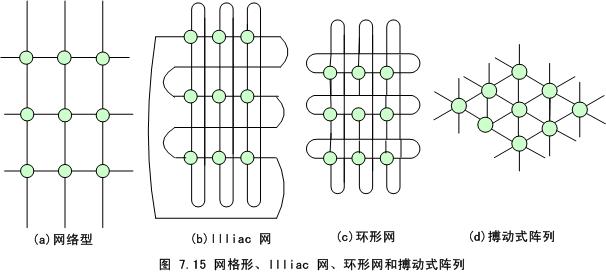 (a)网络型
(b)Illiac 网
(c)环形网
(d)搏动式阵列
图 7.15 网格形、Illiac 网、环形网和搏动式阵列